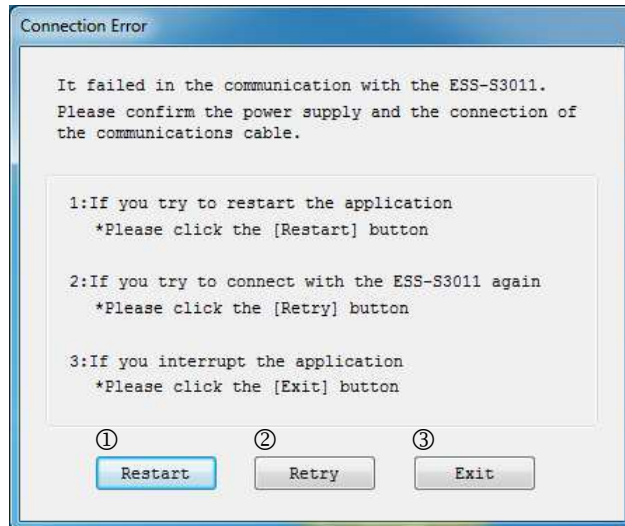 Connection Error
It failed in the communication with the ESS-S3011.
Please confirm the power supply and the connection of
the communications cable.
1:If you try to restart the application
*Please click the [Restart] button
2:If you try to connect with the ESS-S3011 again
*Please click the [Retry] button
3:If you interrupt the application
*Please click the [Exit] button
① ② ③
Restart Retry Exit